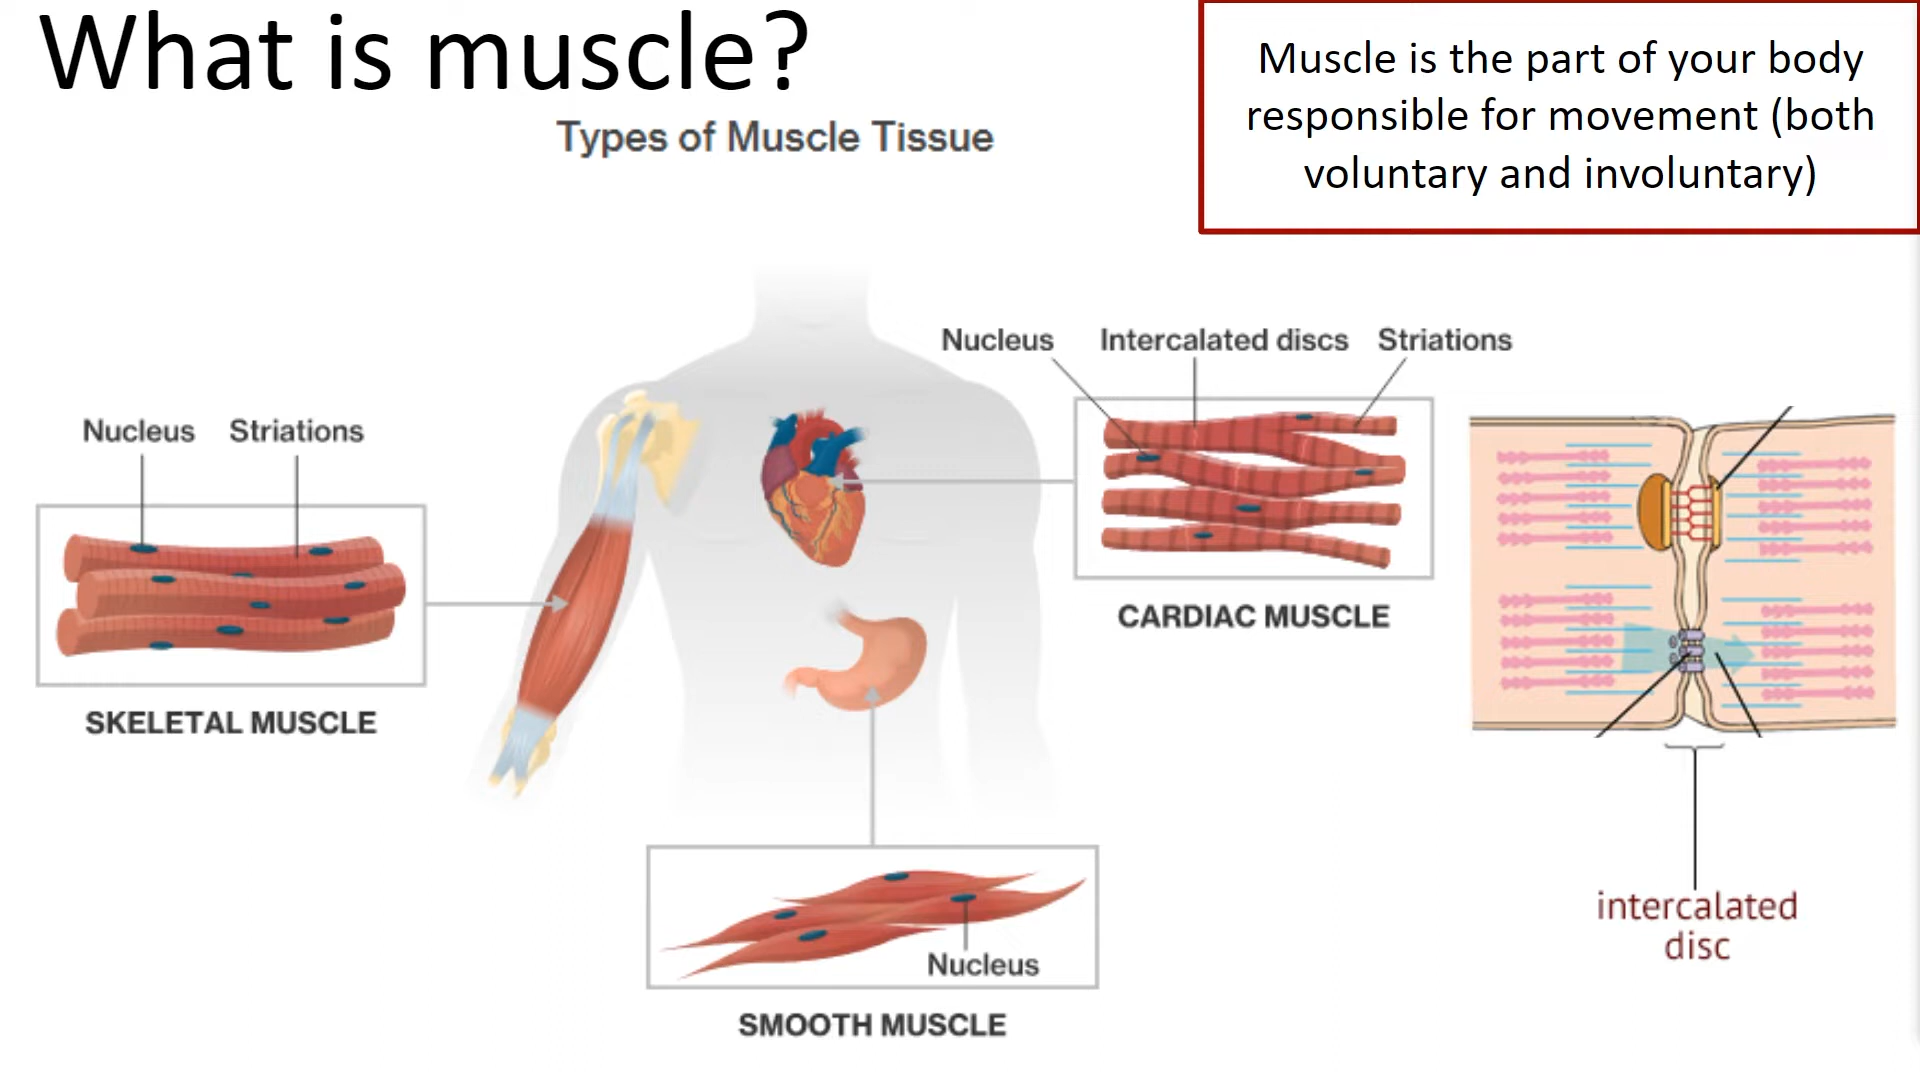 What is muscle?
Muscle is the part of your body
responsible for movement (both
voluntary and involuntary)
Types of Muscle Tissue
Nucleus Intercalated discs Striations
Nucleus Striations
CARDIAC MUSCLE
SKELETAL MUSCLE
intercalated
disc
Nucleus
SMOOTH MUSCLE